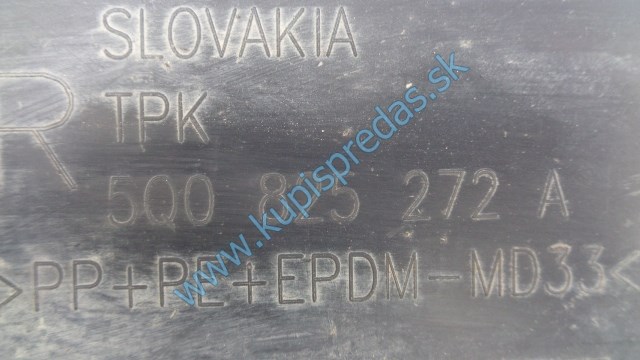 SLOVAKIA
R
TPK
5Q0 825 272 A
>PP+PE+EPDM-MD33<
www.kupispredas.sk